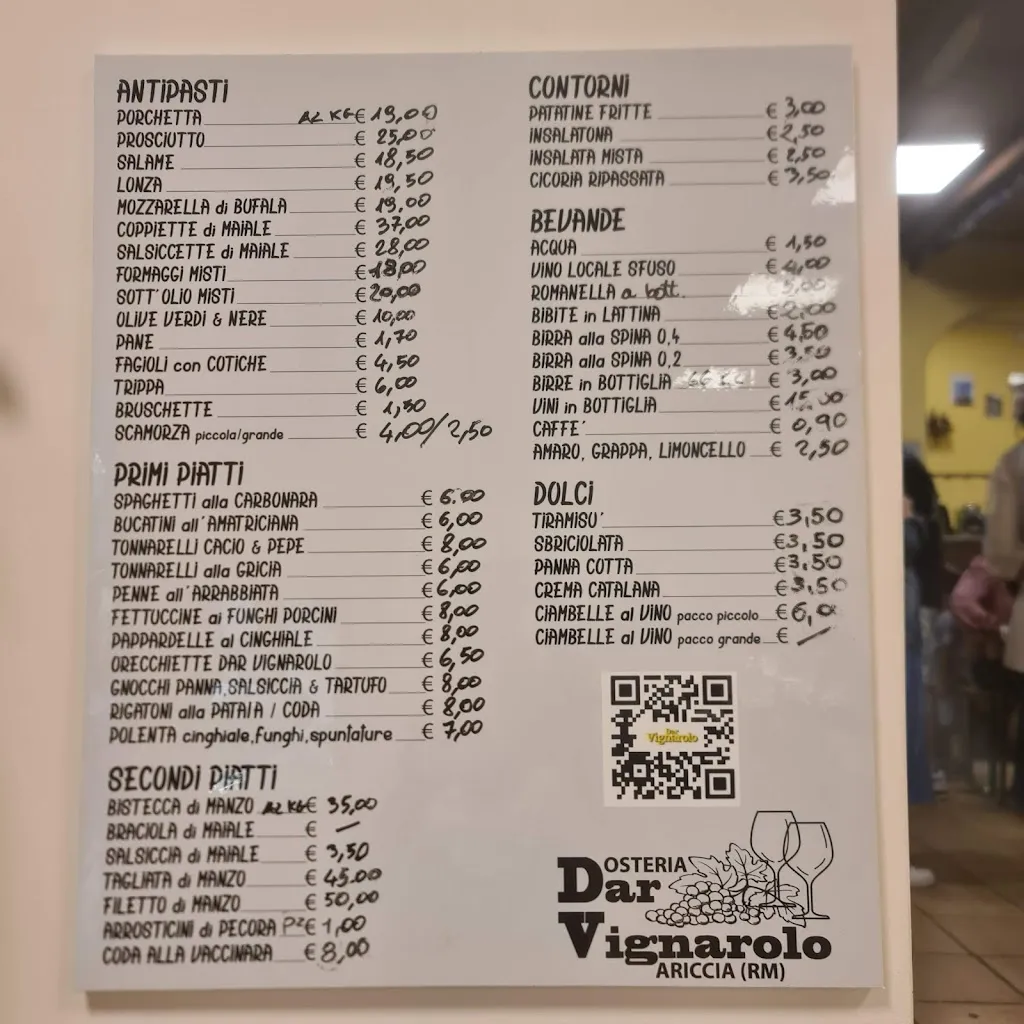 ANTIPASTI
PORCHETTA AL KG € 19,00
PROSCIUTTO € 25,00
SALAME € 18,50
LONZA € 19,50
MOZZARELLA di BUFALA € 19,00
COPPIETTE di MAIALE € 37,00
SALSICCETTE di MAIALE € 28,00
FORMAGGI MISTI € 18,00
SOTT'OLIO MISTI € 20,00
OLIVE VERDI & NERE € 10,00
PANE € 1,70
FAGIOLI con COTICHE € 4,50
TRIPPA € 6,00
BRUSCHETTE € 1,50
SCAMORZA piccola/grande € 4,00/2,50
PRIMI PIATTI
SPAGHETTI alla CARBONARA € 6.00
BUCATINI all'AMATRICIANA € 6,00
TONNARELLI CACIO & PEPE € 8,00
TONNARELLI alla GRICIA € 6,00
PENNE all'ARRABBIATA € 6,00
FETTUCCINE ai FUNGHI PORCINI € 8,00
PAPPARDELLE al CINGHIALE € 8,00
ORECCHIETTE DAR VIGNAROLO € 6,50
GNOCCHI PANNA,SALSICCIA & TARTUFO € 8,00
RIGATONI alla PATAIA / CODA € 8,00
POLENTA cinghiale,funghi,spuntature € 7,00
SECONDI PIATTI
BISTECCA di MANZO AL KG € 35,00
BRACIOLA di MAIALE € —
SALSICCIA di MAIALE € 3,50
TAGLIATA di MANZO € 45.00
FILETTO di MANZO € 50,00
ARROSTICINI di PECORA PZ € 1,00
CODA ALLA VACCINARA € 8,00
CONTORNI
PATATINE FRITTE € 3,00
INSALATONA € 2,50
INSALATA MISTA € 2,50
CICORIA RIPASSATA € 3,50
BEVANDE
ACQUA € 1,50
VINO LOCALE SFUSO € 4,00
ROMANELLA a bott. € 5,00
BIBITE in LATTINA € 2,00
BIRRA alla SPINA 0,4 € 4,50
BIRRA alla SPINA 0,2 € 3,50
BIRRE in BOTTIGLIA € 3,00
VINI in BOTTIGLIA € 15,00
CAFFE' € 0,90
AMARO, GRAPPA, LIMONCELLO € 2,50
DOLCI
TIRAMISU' € 3,50
SBRICIOLATA € 3,50
PANNA COTTA € 3,50
CREMA CATALANA € 3,50
CIAMBELLE al VINO pacco piccolo € 6,00
CIAMBELLE al VINO pacco grande € —
Dar
Vignarolo
OSTERIA
Dar
Vignarolo
ARICCIA (RM)